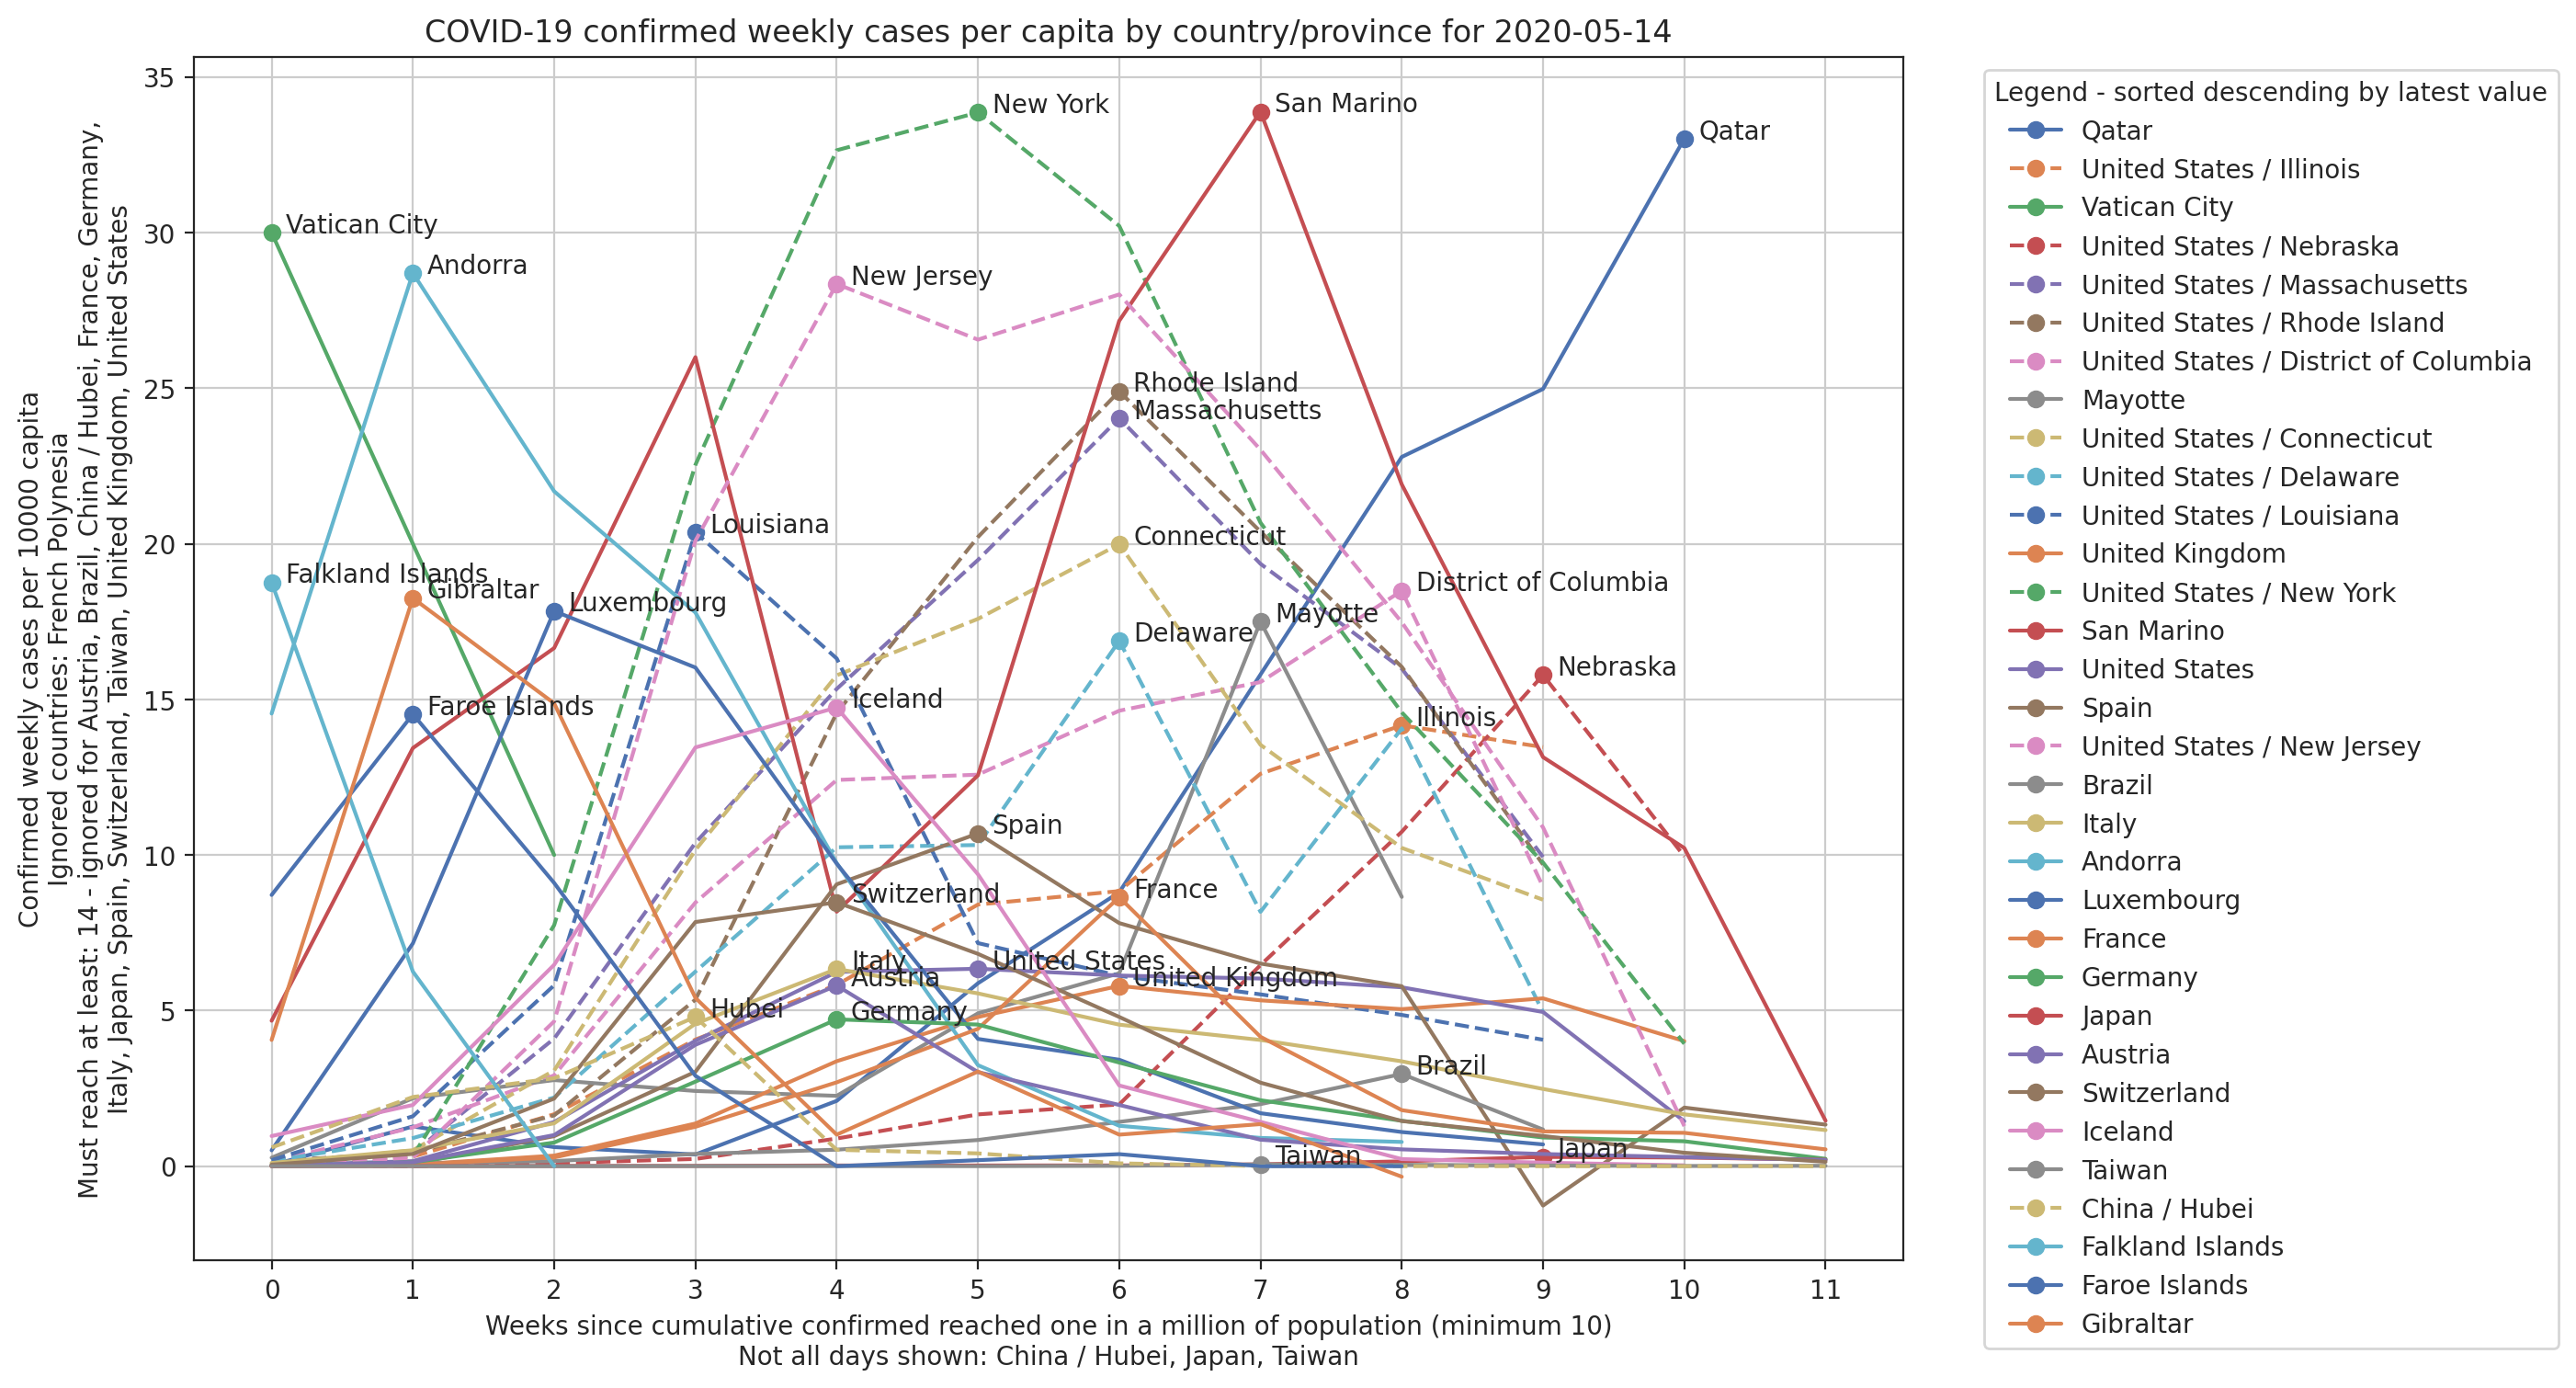 COVID-19 confirmed weekly cases per capita by country/province for 2020-05-14
Confirmed weekly cases per 10000 capita
Ignored countries: French Polynesia
Must reach at least: 14 - ignored for Austria, Brazil, China / Hubei, France, Germany,
Italy, Japan, Spain, Switzerland, Taiwan, United Kingdom, United States
35
30
25
20
15
10
5
0
New York
San Marino
Qatar
Vatican City
Andorra
New Jersey
Rhode Island
Massachusetts
Louisiana
Connecticut
Falkland Islands
Gibraltar
Luxembourg
District of Columbia
Mayotte
Delaware
Nebraska
Iceland
Faroe Islands
Illinois
Spain
Switzerland
France
Italy
United States
Austria
United Kingdom
Hubei
Germany
Brazil
Japan
Taiwan
0 1 2 3 4 5 6 7 8 9 10 11
Weeks since cumulative confirmed reached one in a million of population (minimum 10)
Not all days shown: China / Hubei, Japan, Taiwan
Legend - sorted descending by latest value
Qatar
United States / Illinois
Vatican City
United States / Nebraska
United States / Massachusetts
United States / Rhode Island
United States / District of Columbia
Mayotte
United States / Connecticut
United States / Delaware
United States / Louisiana
United Kingdom
United States / New York
San Marino
United States
Spain
United States / New Jersey
Brazil
Italy
Andorra
Luxembourg
France
Germany
Japan
Austria
Switzerland
Iceland
Taiwan
China / Hubei
Falkland Islands
Faroe Islands
Gibraltar